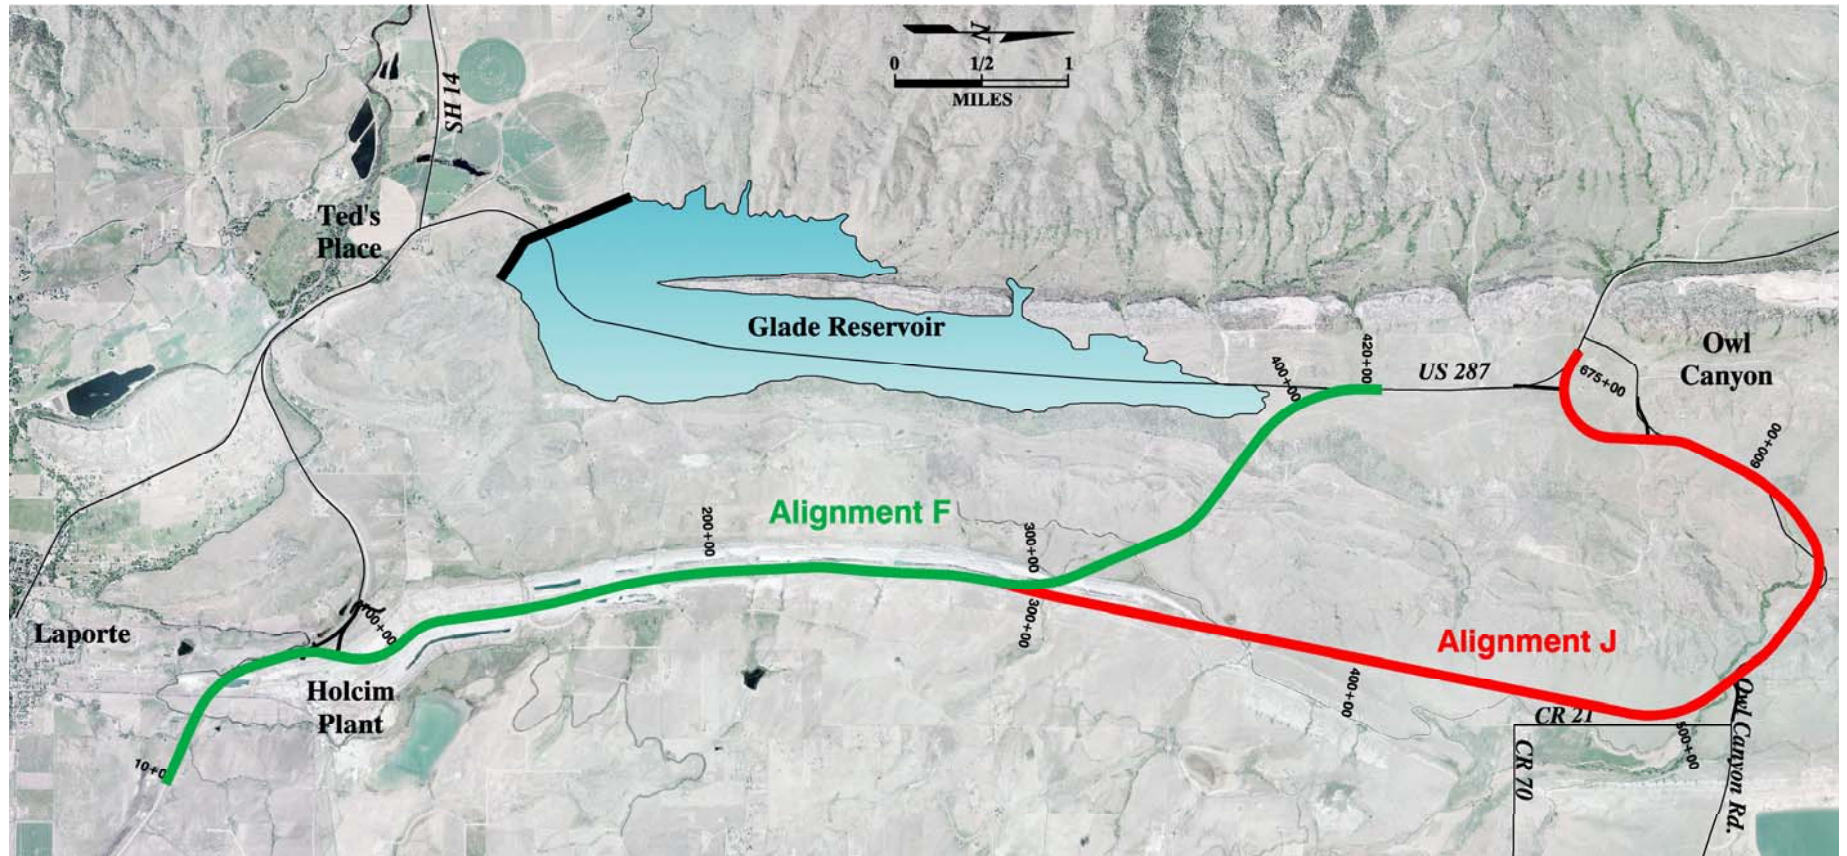 N
0 1/2 1
MILES
SH 14
Ted's
Place
Glade Reservoir
420+00
400+00
US 287
675+00
Owl
Canyon
600+00
Alignment F
200+00
300+00
300+00
Alignment J
Laporte
100+00
Holcim
Plant
10+0
400+00
CR 21
500+00
CR 70
Owl Canyon Rd.